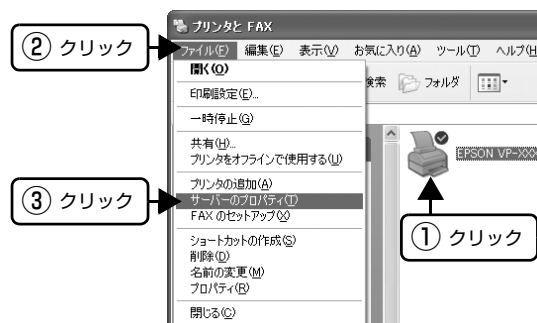 プリンタと FAX
ファイル(F) 編集(E) 表示(V) お気に入り(A) ツール(T) ヘルプ(H
② クリック
開く(O)
検索 フォルダ
印刷設定(E)...
一時停止(G)
共有(H)...
プリンタをオフラインで使用する(U)
EPSON VP-XXX
プリンタの追加(A)
③ クリック
サーバーのプロパティ(T)
FAX のセットアップ(X)
① クリック
ショートカットの作成(S)
削除(D)
名前の変更(M)
プロパティ(R)
閉じる(C)